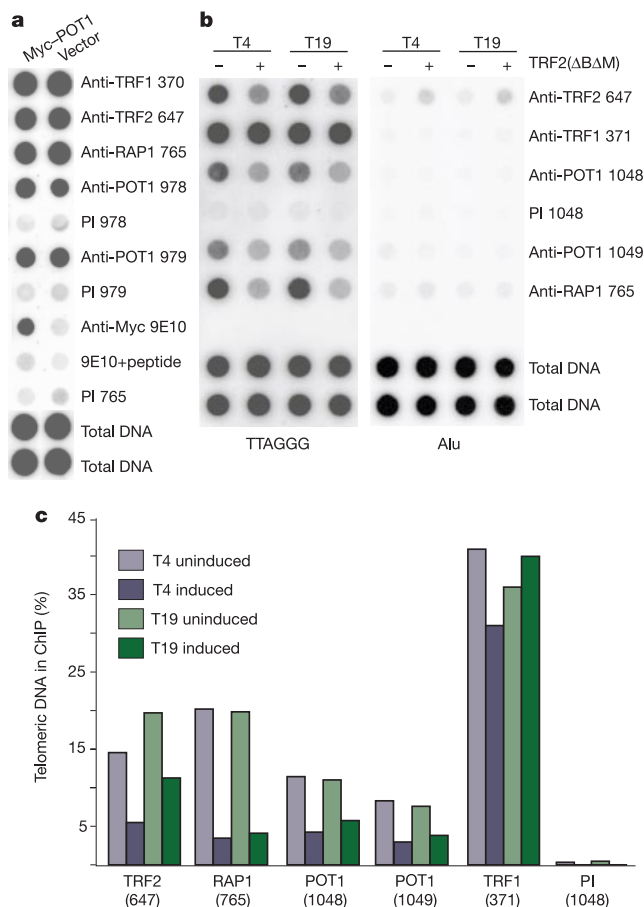 a
Myc–POT1
Vector
Anti-TRF1 370
Anti-TRF2 647
Anti-RAP1 765
Anti-POT1 978
PI 978
Anti-POT1 979
PI 979
Anti-Myc 9E10
9E10+peptide
PI 765
Total DNA
Total DNA
b
T4 T19 T4 T19
– + – + – + – + TRF2(ΔBΔM)
Anti-TRF2 647
Anti-TRF1 371
Anti-POT1 1048
PI 1048
Anti-POT1 1049
Anti-RAP1 765
Total DNA
Total DNA
TTAGGG Alu
c
Telomeric DNA in ChIP (%)
45
35
25
15
5
T4 uninduced
T4 induced
T19 uninduced
T19 induced
TRF2 RAP1 POT1 POT1 TRF1 PI
(647) (765) (1048) (1049) (371) (1048)